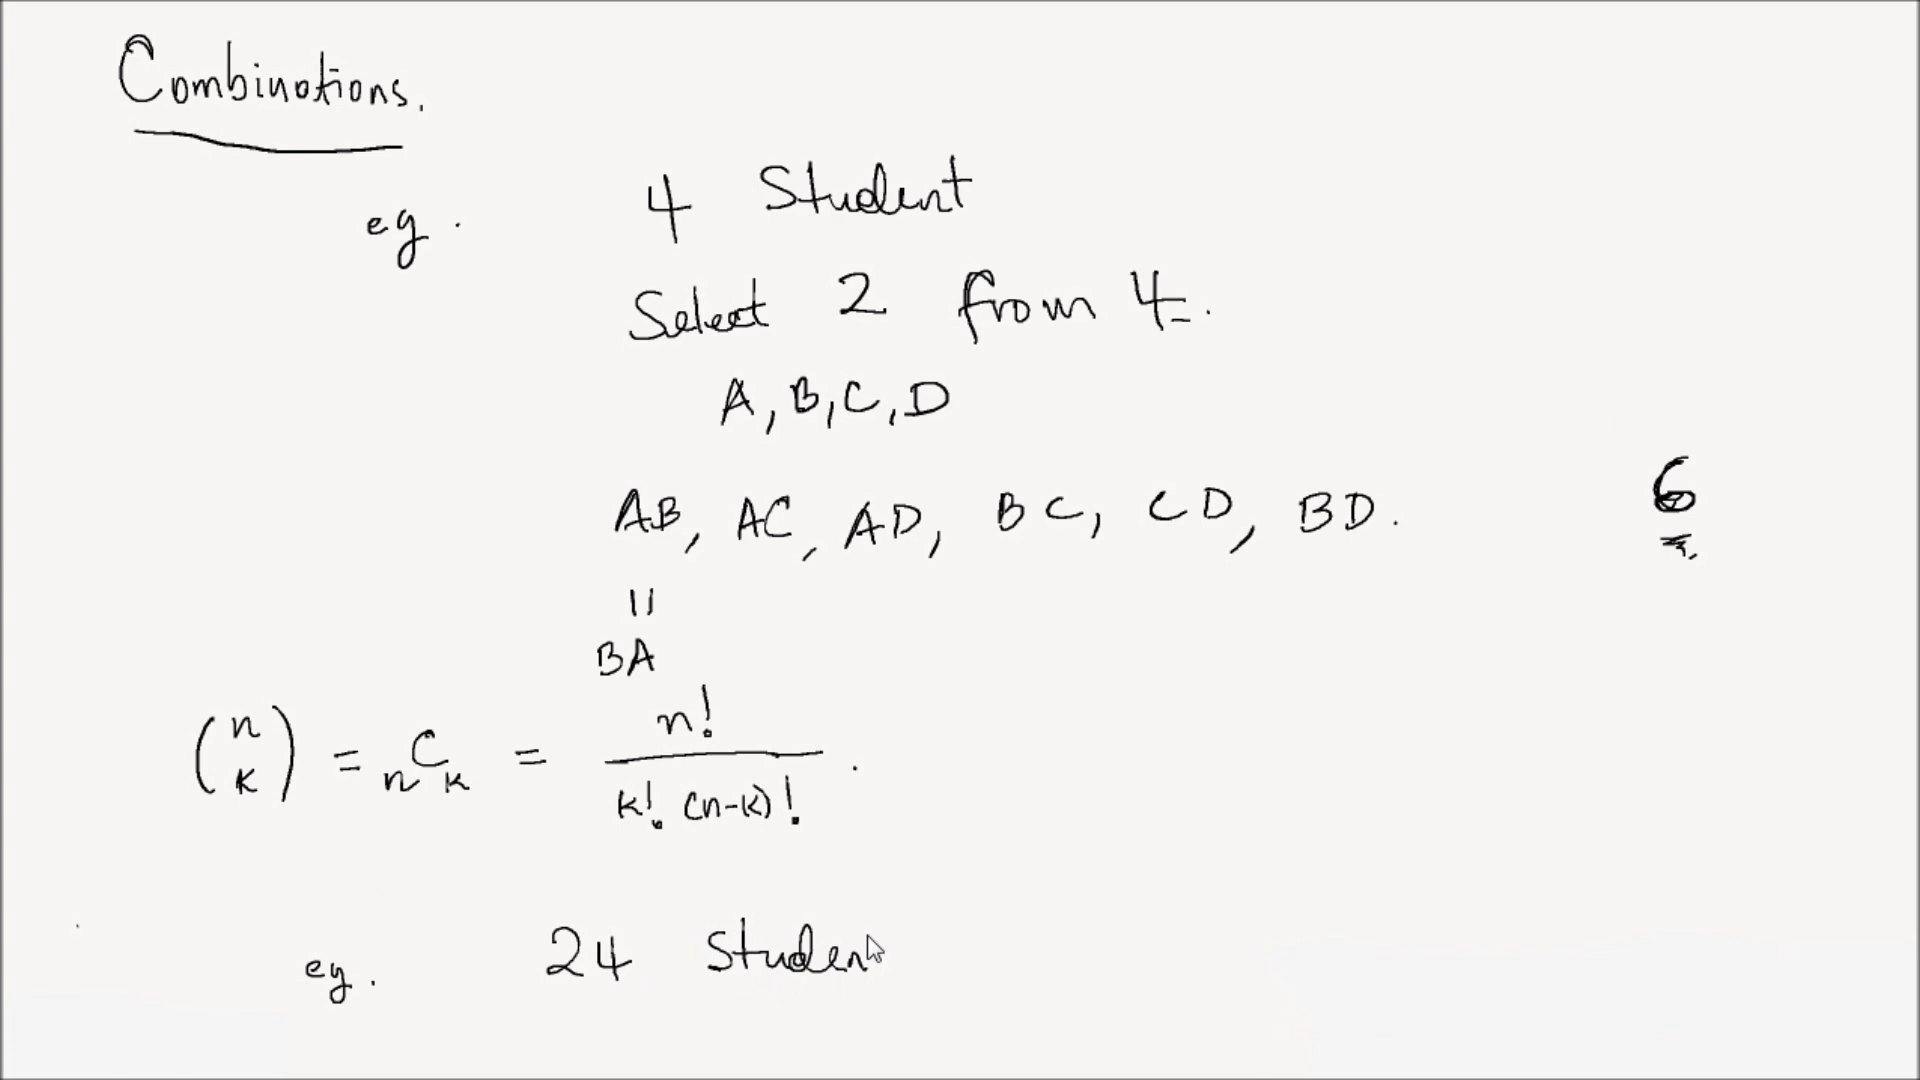 Combinations.
eg. 4 Student
Select 2 from 4.
A, B, C, D
AB, AC, AD, BC, CD, BD. 6
=
BA
(n k) = nCk = n! / k! (n-k)! .
eg. 24 Studen